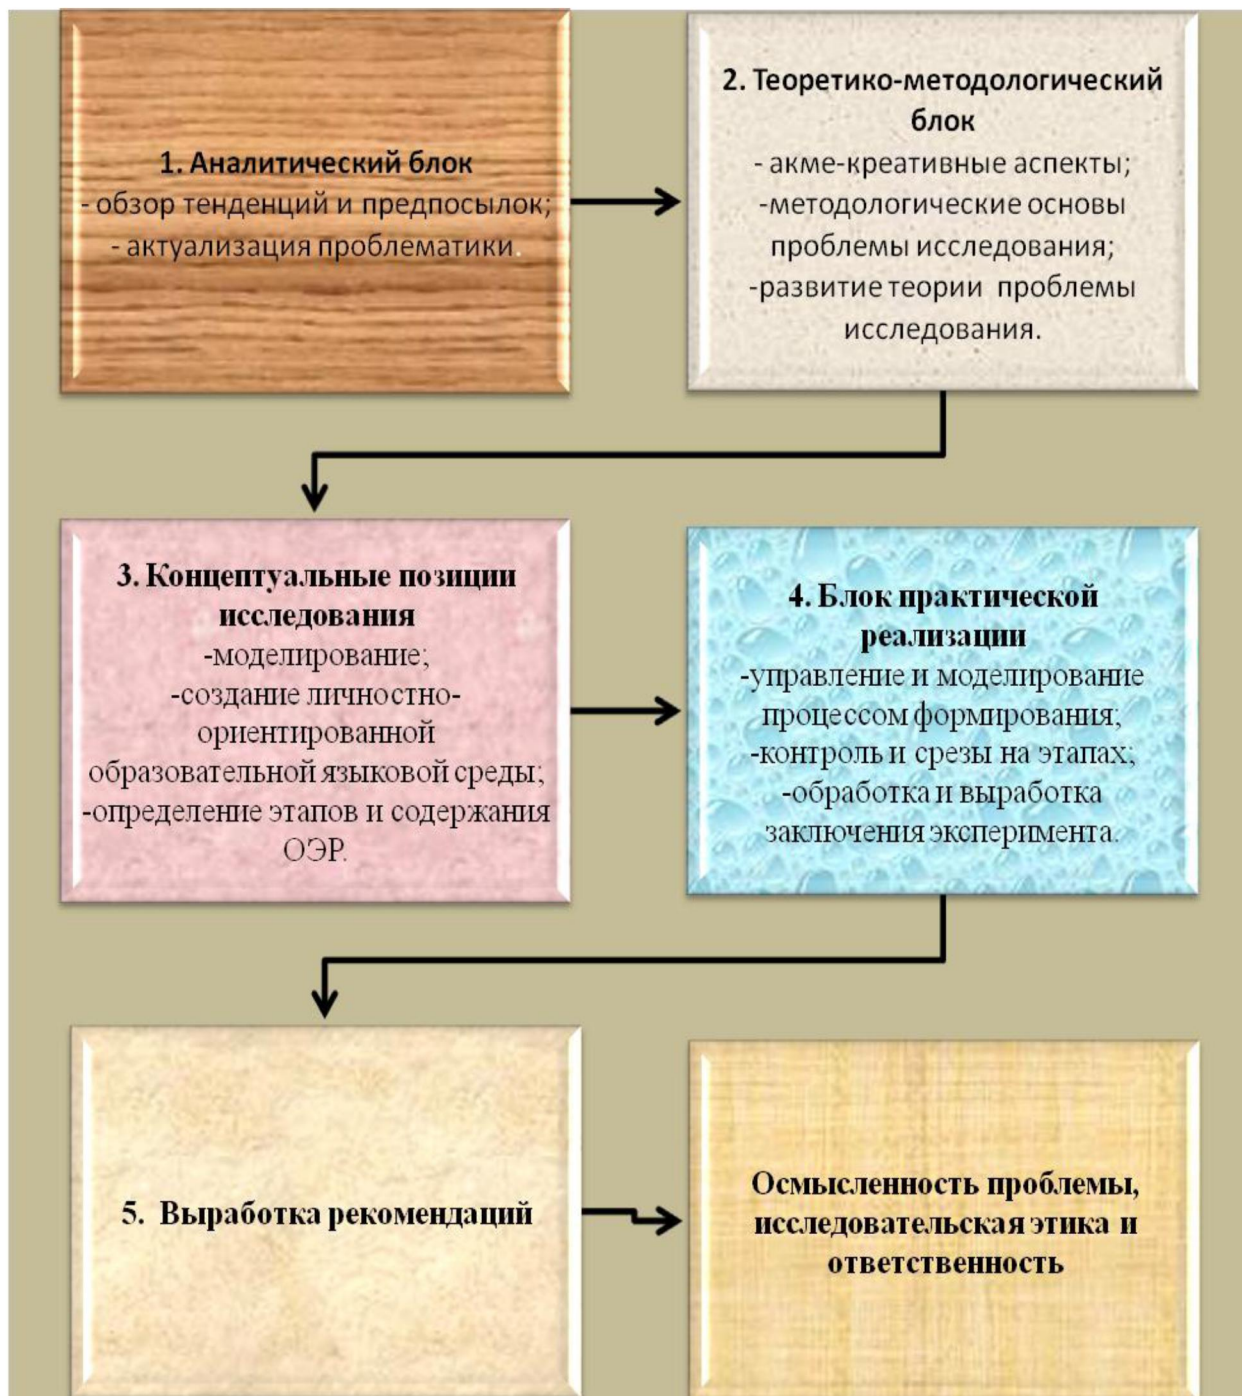 1. Аналитический блок
- обзор тенденций и предпосылок;
- актуализация проблематики.
2. Теоретико-методологический
блок
- акме-креативные аспекты;
-методологические основы
проблемы исследования;
-развитие теории проблемы
исследования.
3. Концептуальные позиции
исследования
-моделирование;
-создание личностно-
ориентированной
образовательной языковой среды;
-определение этапов и содержания
ОЭР.
4. Блок практической
реализации
-управление и моделирование
процессом формирования;
-контроль и срезы на этапах;
-обработка и выработка
заключения эксперимента.
5. Выработка рекомендаций
Осмысленность проблемы,
исследовательская этика и
ответственность